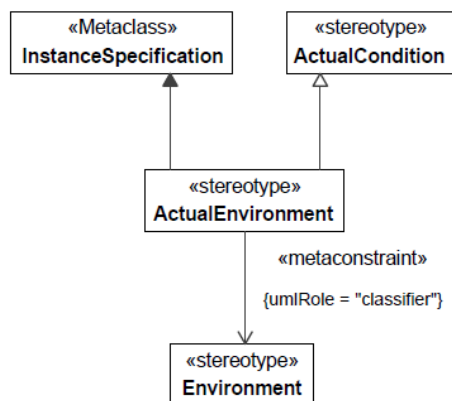 «Metaclass»
InstanceSpecification
«stereotype»
ActualCondition
«stereotype»
ActualEnvironment
«metaconstraint»
{umlRole = "classifier"}
«stereotype»
Environment